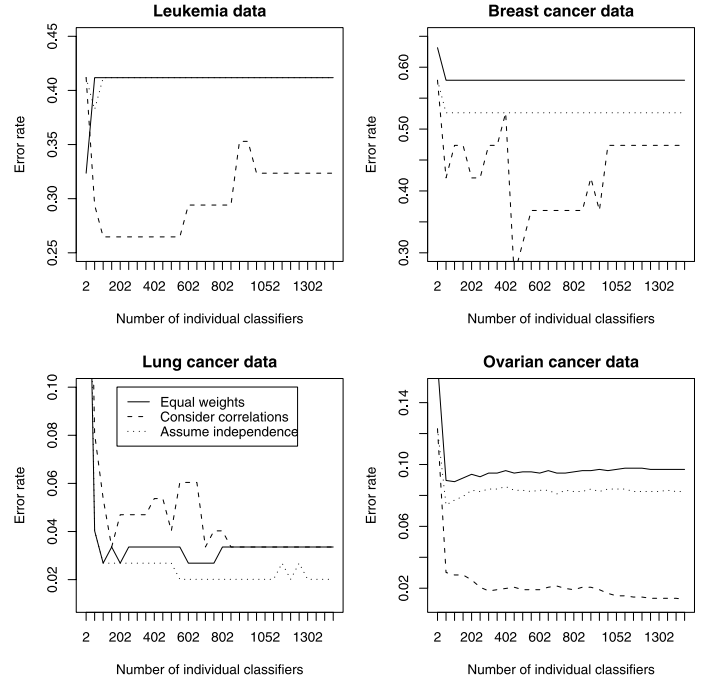 Leukemia data
Error rate
0.45
0.40
0.35
0.30
0.25
2 202 402 602 802 1052 1302
Number of individual classifiers
Breast cancer data
Error rate
0.60
0.50
0.40
0.30
2 202 402 602 802 1052 1302
Number of individual classifiers
Lung cancer data
Error rate
0.10
0.08
0.06
0.04
0.02
Equal weights
Consider correlations
Assume independence
2 202 402 602 802 1052 1302
Number of individual classifiers
Ovarian cancer data
Error rate
0.14
0.10
0.06
0.02
2 202 402 602 802 1052 1302
Number of individual classifiers